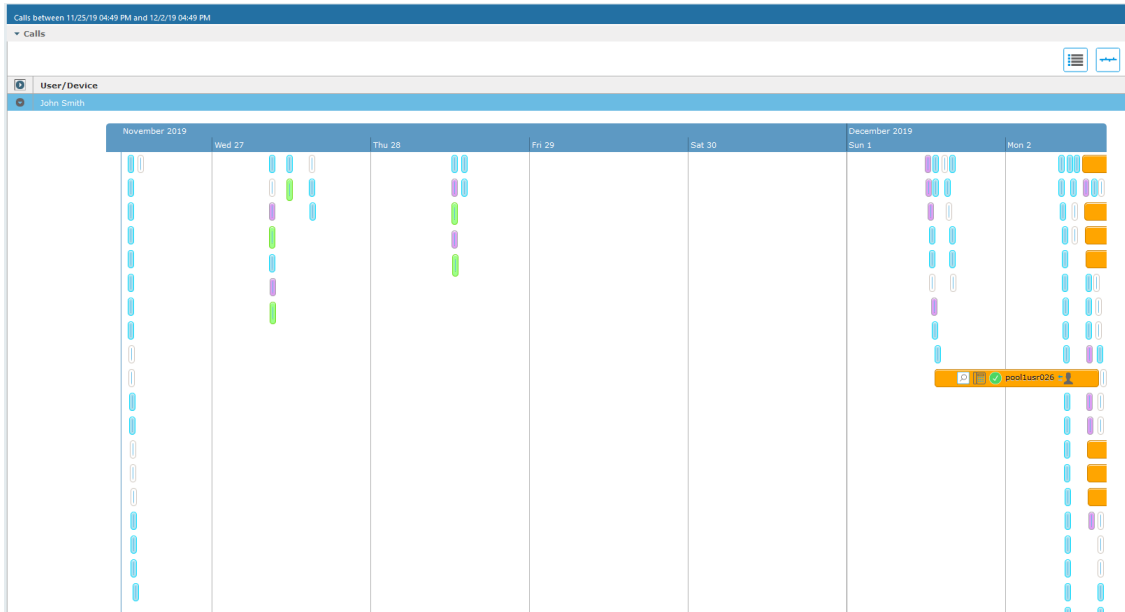 Calls between 11/25/19 04:49 PM and 12/2/19 04:49 PM
Calls
User/Device
John Smith
November 2019 December 2019
Wed 27 Thu 28 Fri 29 Sat 30 Sun 1 Mon 2
pool1usr026